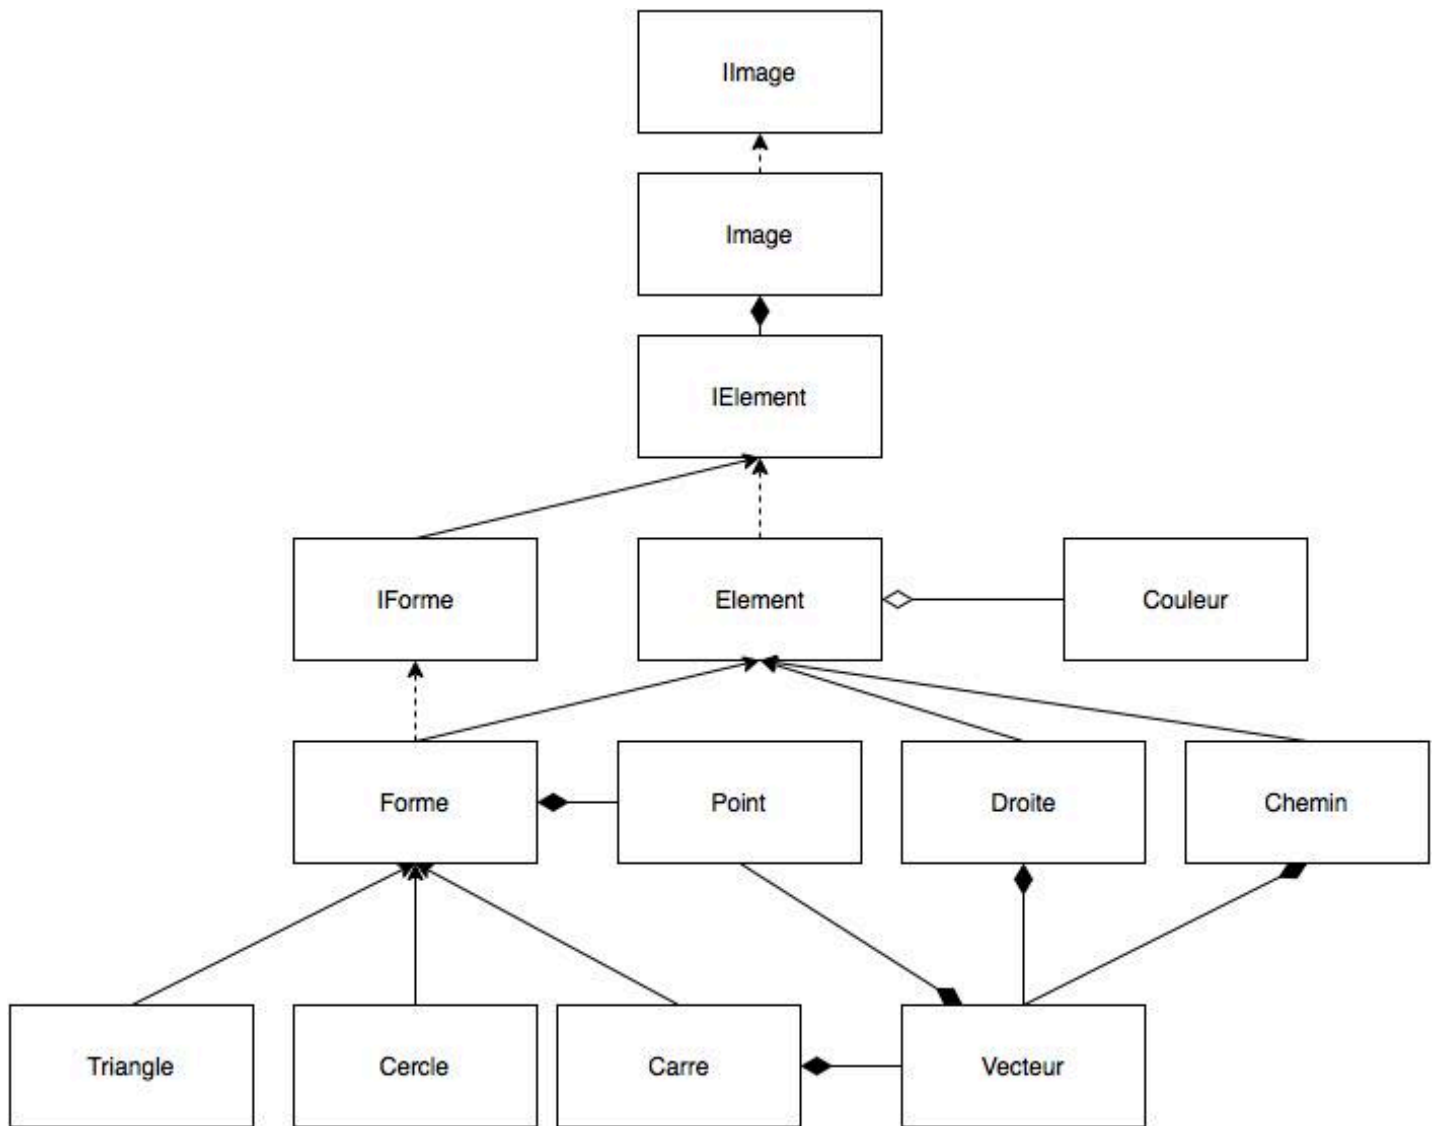 IImage
Image
IElement
IForme
Element
Couleur
Forme
Point
Droite
Chemin
Triangle
Cercle
Carre
Vecteur